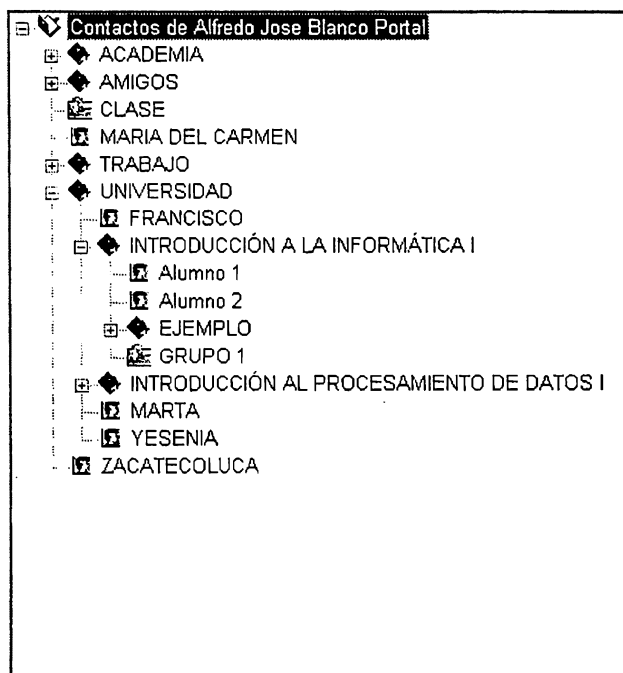 Contactos de Alfredo Jose Blanco Portal
ACADEMIA
AMIGOS
CLASE
MARIA DEL CARMEN
TRABAJO
UNIVERSIDAD
FRANCISCO
INTRODUCCIÓN A LA INFORMÁTICA I
Alumno 1
Alumno 2
EJEMPLO
GRUPO 1
INTRODUCCIÓN AL PROCESAMIENTO DE DATOS I
MARTA
YESENIA
ZACATECOLUCA